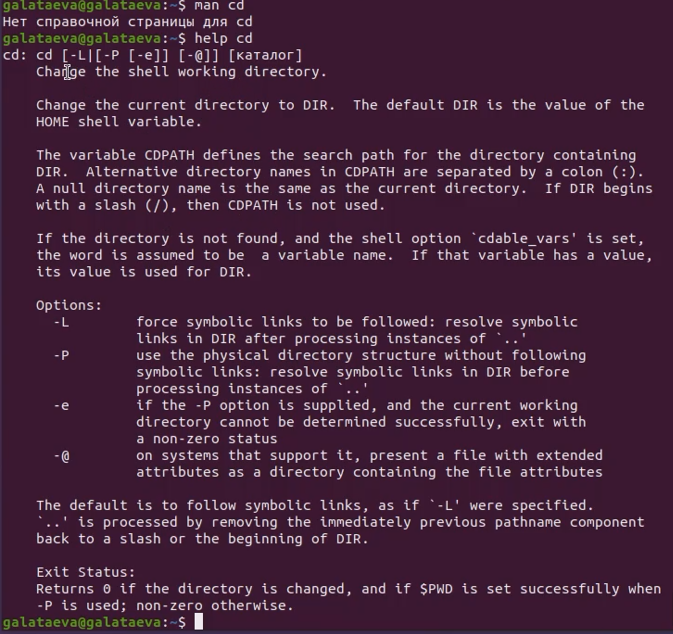 galataeva@galataeva:~$ man cd
Нет справочной страницы для cd
galataeva@galataeva:~$ help cd
cd: cd [-L|[-P [-e]] [-@]] [каталог]
    Change the shell working directory.

    Change the current directory to DIR.  The default DIR is the value of the
    HOME shell variable.

    The variable CDPATH defines the search path for the directory containing
    DIR.  Alternative directory names in CDPATH are separated by a colon (:).
    A null directory name is the same as the current directory.  If DIR begins
    with a slash (/), then CDPATH is not used.

    If the directory is not found, and the shell option `cdable_vars' is set,
    the word is assumed to be  a variable name.  If that variable has a value,
    its value is used for DIR.

    Options:
      -L        force symbolic links to be followed: resolve symbolic
                links in DIR after processing instances of `..'
      -P        use the physical directory structure without following
                symbolic links: resolve symbolic links in DIR before
                processing instances of `..'
      -e        if the -P option is supplied, and the current working
                directory cannot be determined successfully, exit with
                a non-zero status
      -@        on systems that support it, present a file with extended
                attributes as a directory containing the file attributes

    The default is to follow symbolic links, as if `-L' were specified.
    `..' is processed by removing the immediately previous pathname component
    back to a slash or the beginning of DIR.

    Exit Status:
    Returns 0 if the directory is changed, and if $PWD is set successfully when
    -P is used; non-zero otherwise.
galataeva@galataeva:~$